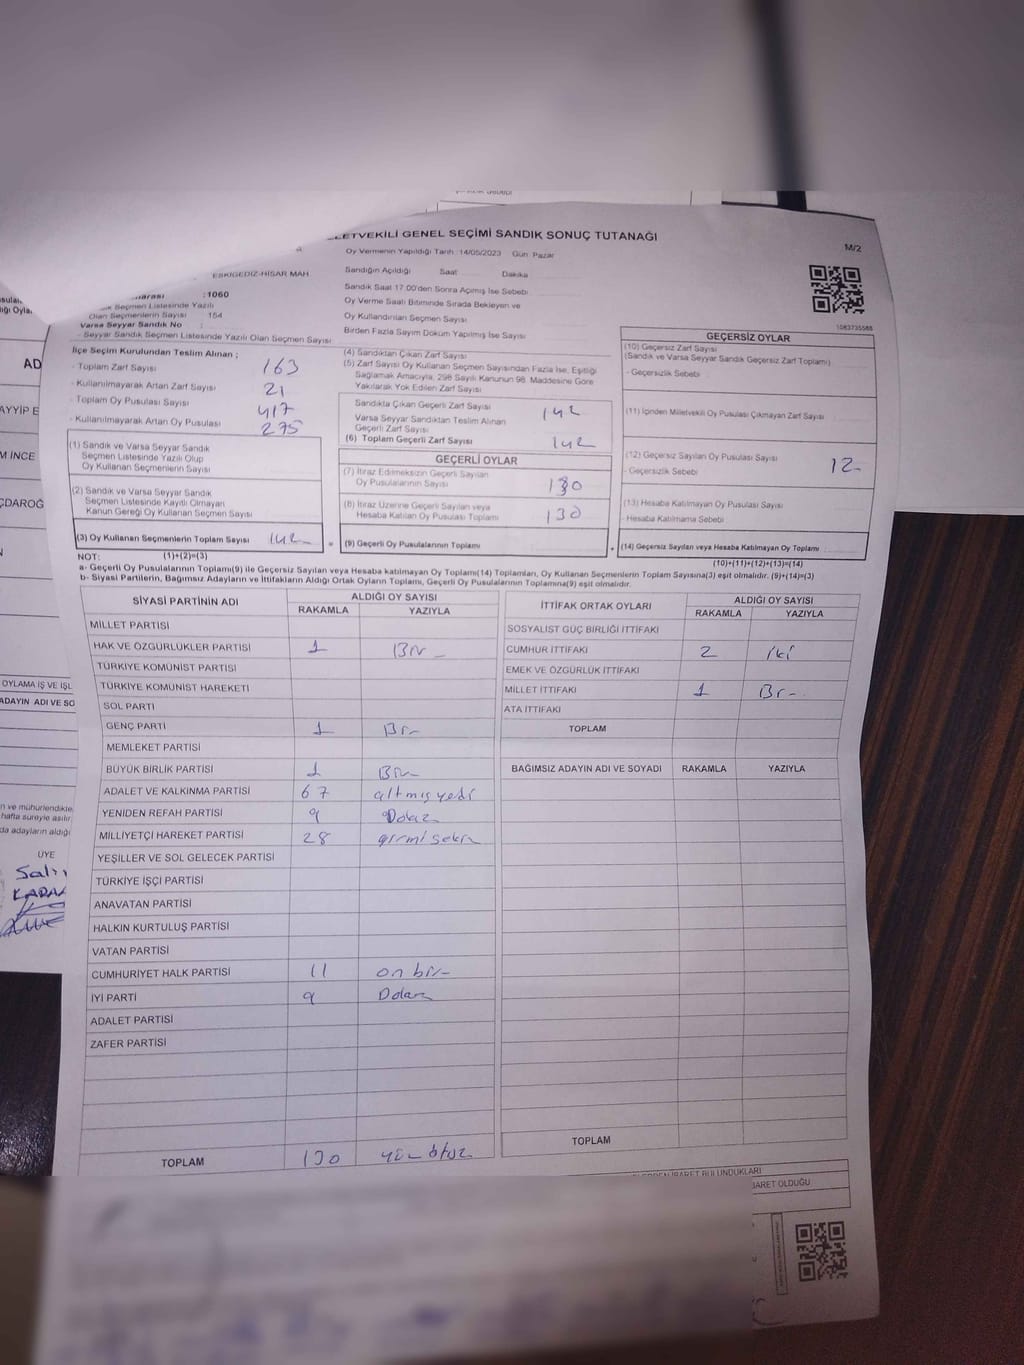 LETVEKİLİ GENEL SEÇİMİ SANDIK SONUÇ TUTANAĞI
M/2
Oy Vermenin Yapıldığı Tarih :14/05/2023 Gün: Pazar
ESKİGEDİZ-HİSAR MAH.
Sandığın Açıldığı Saat Dakika
:1060
Sandık Saat 17:00'den Sonra Açımış İse Sebebi
Seçmen Listesinde Yazılı
Olan Seçmenlerin Sayısı 154
Oy Verme Saati Bitiminde Sırada Bekleyen ve
Oy Kullandırılan Seçmen Sayısı
Varsa Seyyar Sandık No :
Seyyar Sandık Seçmen Listesinde Yazılı Olan Seçmen Sayısı
Birden Fazla Sayım Döküm Yapılmış İse Sayısı
1083735588
İlçe Seçim Kurulundan Teslim Alınan ;
- Toplam Zarf Sayısı 163
- Kullanılmayarak Artan Zarf Sayısı 21
- Toplam Oy Pusulası Sayısı 417
- Kullanılmayarak Artan Oy Pusulası 275
(4) Sandıktan Çıkan Zarf Sayısı
(5) Zarf Sayısı Oy Kullanan Seçmen Sayısından Fazla İse, Eşitliği
Sağlamak Amacıyla, 298 Sayılı Kanunun 98. Maddesine Göre
Yakılarak Yok Edilen Zarf Sayısı
Sandıkta Çıkan Geçerli Zarf Sayısı 142
Varsa Seyyar Sandıktan Teslim Alınan
Geçerli Zarf Sayısı
(6) Toplam Geçerli Zarf Sayısı 142
GEÇERSİZ OYLAR
(10) Geçersiz Zarf Sayısı
(Sandık ve Varsa Seyyar Sandık Geçersiz Zarf Toplamı)
- Geçersizlik Sebebi
(11) İçinden Milletvekili Oy Pusulası Çıkmayan Zarf Sayısı
(12) Geçersiz Sayılan Oy Pusulası Sayısı 12
- Geçersizlik Sebebi
(13) Hesaba Katılmayan Oy Pusulası Sayısı
- Hesaba Katılmama Sebebi
(14) Geçersiz Sayılan veya Hesaba Katılmayan Oy Toplamı
(10)+(11)+(12)+(13)=(14)
(1) Sandık ve Varsa Seyyar Sandık
Seçmen Listesinde Yazılı Olup
Oy Kullanan Seçmenlerin Sayısı
(2) Sandık ve Varsa Seyyar Sandık
Seçmen Listesinde Kayıtlı Olmayan
Kanun Gereği Oy Kullanan Seçmen Sayısı
(3) Oy Kullanan Seçmenlerin Toplam Sayısı 142
GEÇERLİ OYLAR
(7) İtiraz Edilmeksizin Geçerli Sayılan
Oy Pusulalarının Sayısı 130
(8) İtiraz Üzerine Geçerli Sayılan veya
Hesaba Katılan Oy Pusulası Toplamı 130
= (9) Geçerli Oy Pusulalarının Toplamı +
NOT: (1)+(2)=(3)
a- Geçerli Oy Pusulasının Toplamı(9) ile Geçersiz Sayılan veya Hesaba katılmayan Oy Toplamı(14) Toplamları, Oy Kullanan Seçmenlerin Toplam Sayısına(3) eşit olmalıdır. (9)+(14)=(3)
b- Siyasi Partilerin, Bağımsız Adayların ve İttifakların Aldığı Ortak Oyların Toplamı, Geçerli Oy Pusulasının Toplamına(9) eşit olmalıdır.
SİYASİ PARTİNİN ADI ALDIĞI OY SAYISI
RAKAMLA YAZIYLA
MİLLET PARTİSİ
HAK VE ÖZGÜRLÜKLER PARTİSİ 1 Bir
TÜRKİYE KOMÜNİST PARTİSİ
TÜRKİYE KOMÜNİST HAREKETİ
SOL PARTİ
GENÇ PARTİ 1 Bir
MEMLEKET PARTİSİ
BÜYÜK BİRLİK PARTİSİ 1 Bir
ADALET VE KALKINMA PARTİSİ 67 altmış yedi
YENİDEN REFAH PARTİSİ 9 Dokuz
MİLLİYETÇİ HAREKET PARTİSİ 28 yirmi sekiz
YEŞİLLER VE SOL GELECEK PARTİSİ
TÜRKİYE İŞÇİ PARTİSİ
ANAVATAN PARTİSİ
HALKIN KURTULUŞ PARTİSİ
VATAN PARTİSİ
CUMHURİYET HALK PARTİSİ 11 on bir
İYİ PARTİ 9 Dokuz
ADALET PARTİSİ
ZAFER PARTİSİ
TOPLAM 130 yüz otuz
İTTİFAK ORTAK OYLARI ALDIĞI OY SAYISI
RAKAMLA YAZIYLA
SOSYALİST GÜÇ BİRLİĞİ İTTİFAKI
CUMHUR İTTİFAKI 2 iki
EMEK VE ÖZGÜRLÜK İTTİFAKI
MİLLET İTTİFAKI 1 Bir
ATA İTTİFAKI
TOPLAM
BAĞIMSIZ ADAYIN ADI VE SOYADI RAKAMLA YAZIYLA
TOPLAM
İBARET BULUNDUKLARI
BARET OLDUĞU
AD
AYYİP E
M İNCE
ÇDAROĞ
OYLAMA İŞ VE İŞL
ADAYIN ADI VE SO
n ve mühürlendikte
hafta süreyle asılır
da adayların aldığı
ÜYE